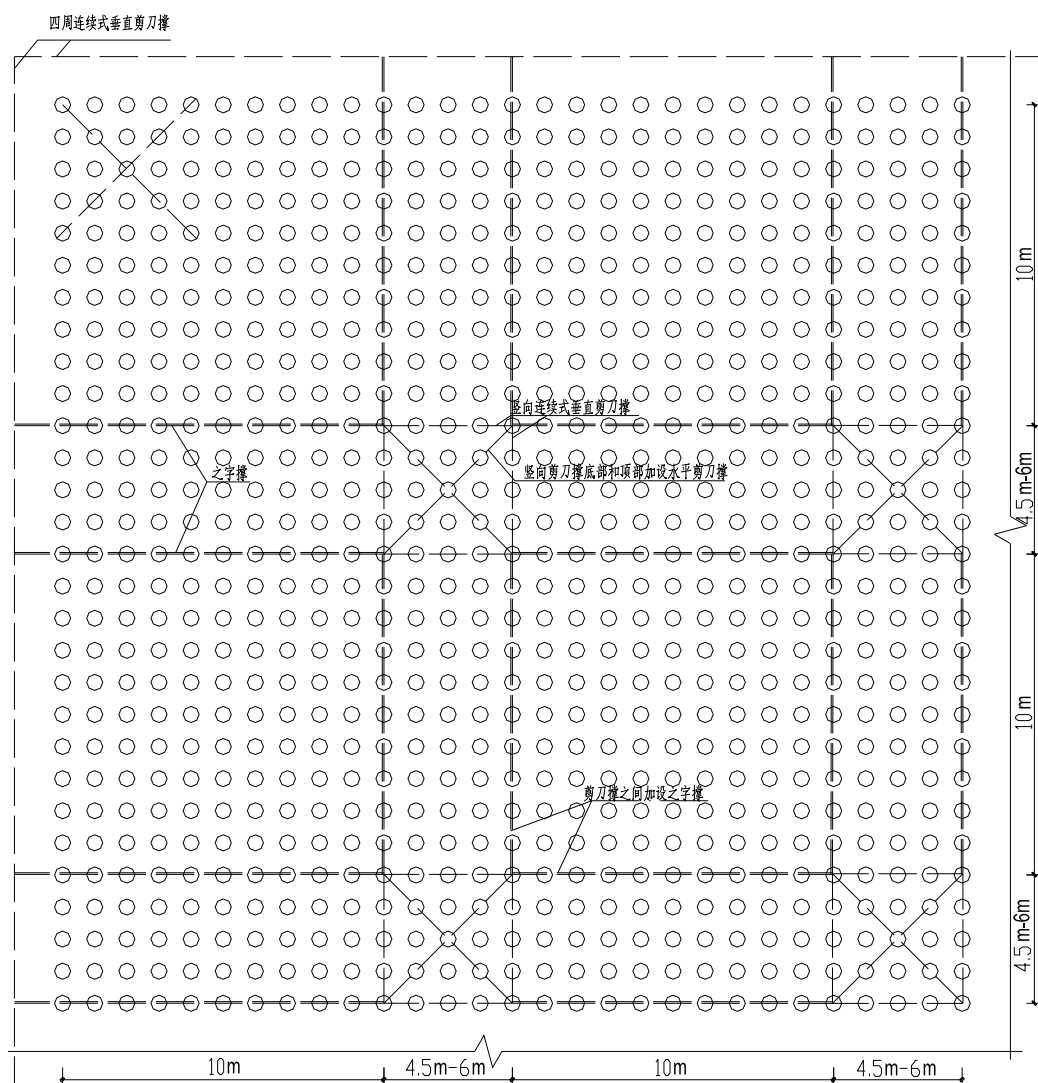 四周连续式垂直剪刀撑
10m
竖向连续式垂直剪刀撑
之字撑
竖向剪刀撑底部和顶部加设水平剪刀撑
4.5m-6m
10m
剪刀撑之间加设之字撑
4.5m-6m
10m
4.5m-6m
10m
4.5m-6m